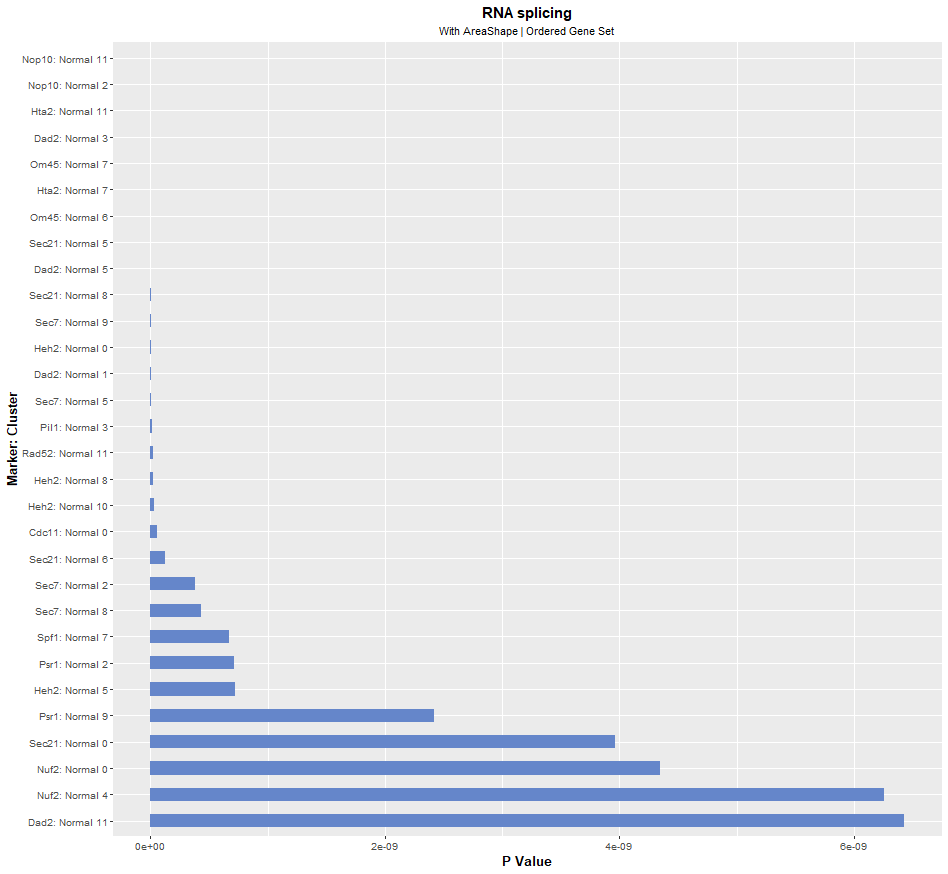 RNA splicing
With AreaShape | Ordered Gene Set
Marker: Cluster
Nop10: Normal 11
Nop10: Normal 2
Hta2: Normal 11
Dad2: Normal 3
Om45: Normal 7
Hta2: Normal 7
Om45: Normal 6
Sec21: Normal 5
Dad2: Normal 5
Sec21: Normal 8
Sec7: Normal 9
Heh2: Normal 0
Dad2: Normal 1
Sec7: Normal 5
Pil1: Normal 3
Rad52: Normal 11
Heh2: Normal 8
Heh2: Normal 10
Cdc11: Normal 0
Sec21: Normal 6
Sec7: Normal 2
Sec7: Normal 8
Spf1: Normal 7
Psr1: Normal 2
Heh2: Normal 5
Psr1: Normal 9
Sec21: Normal 0
Nuf2: Normal 0
Nuf2: Normal 4
Dad2: Normal 11
0e+00 2e-09 4e-09 6e-09
P Value